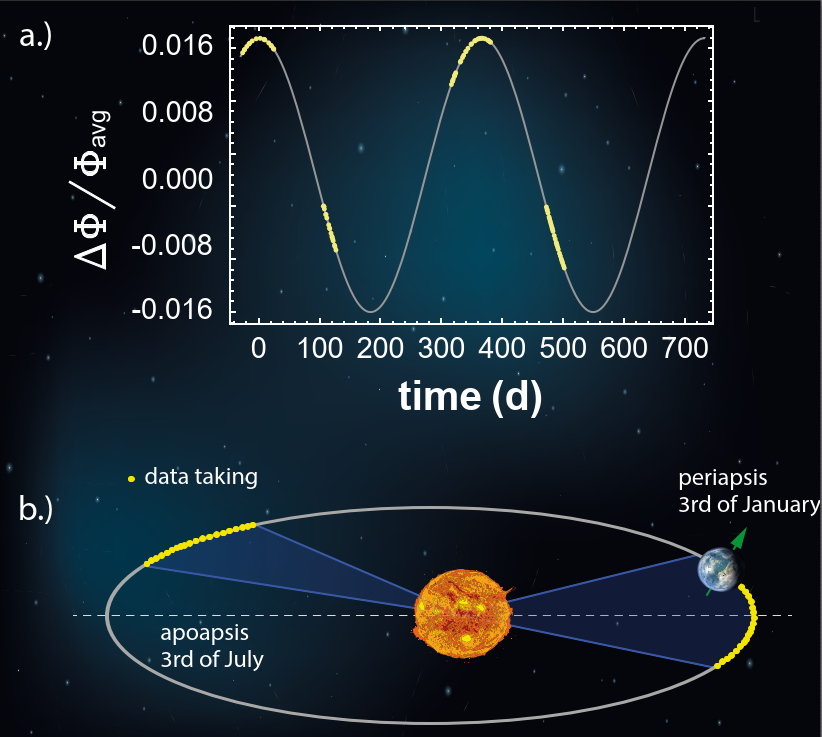 a.)
0.016
0.008
0.000
-0.008
-0.016
ΔΦ / Φavg
0 100 200 300 400 500 600 700
time (d)
data taking
b.)
periapsis
3rd of January
apoapsis
3rd of July